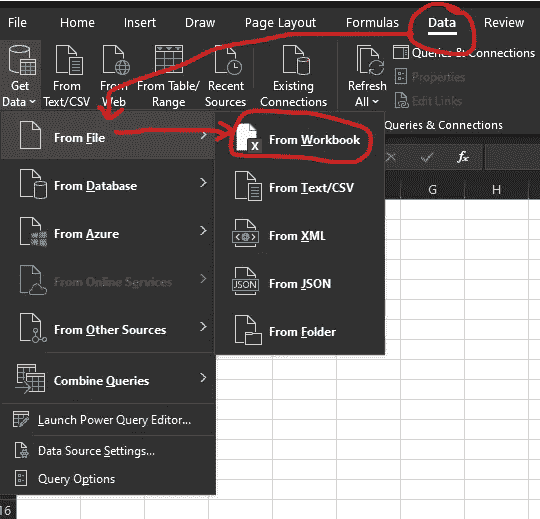 File Home Insert Draw Page Layout Formulas Data Review
Get Data
From Text/CSV
From Web
From Table/ Range
Recent Sources
Existing Connections
Refresh All
Queries & Connections
Properties
Edit Links
Queries & Connections
From File
From Database
From Azure
From Online Services
From Other Sources
Combine Queries
Launch Power Query Editor...
Data Source Settings...
Query Options
From Workbook
From Text/CSV
From XML
From JSON
From Folder
X
JSON
fx
G H
16